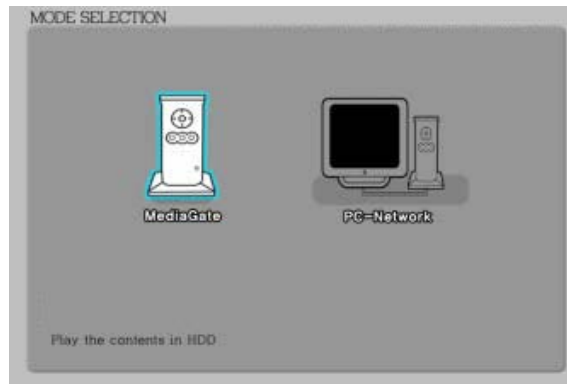 MODE SELECTION
MediaGate
PC-Network
Play the contents in HDD